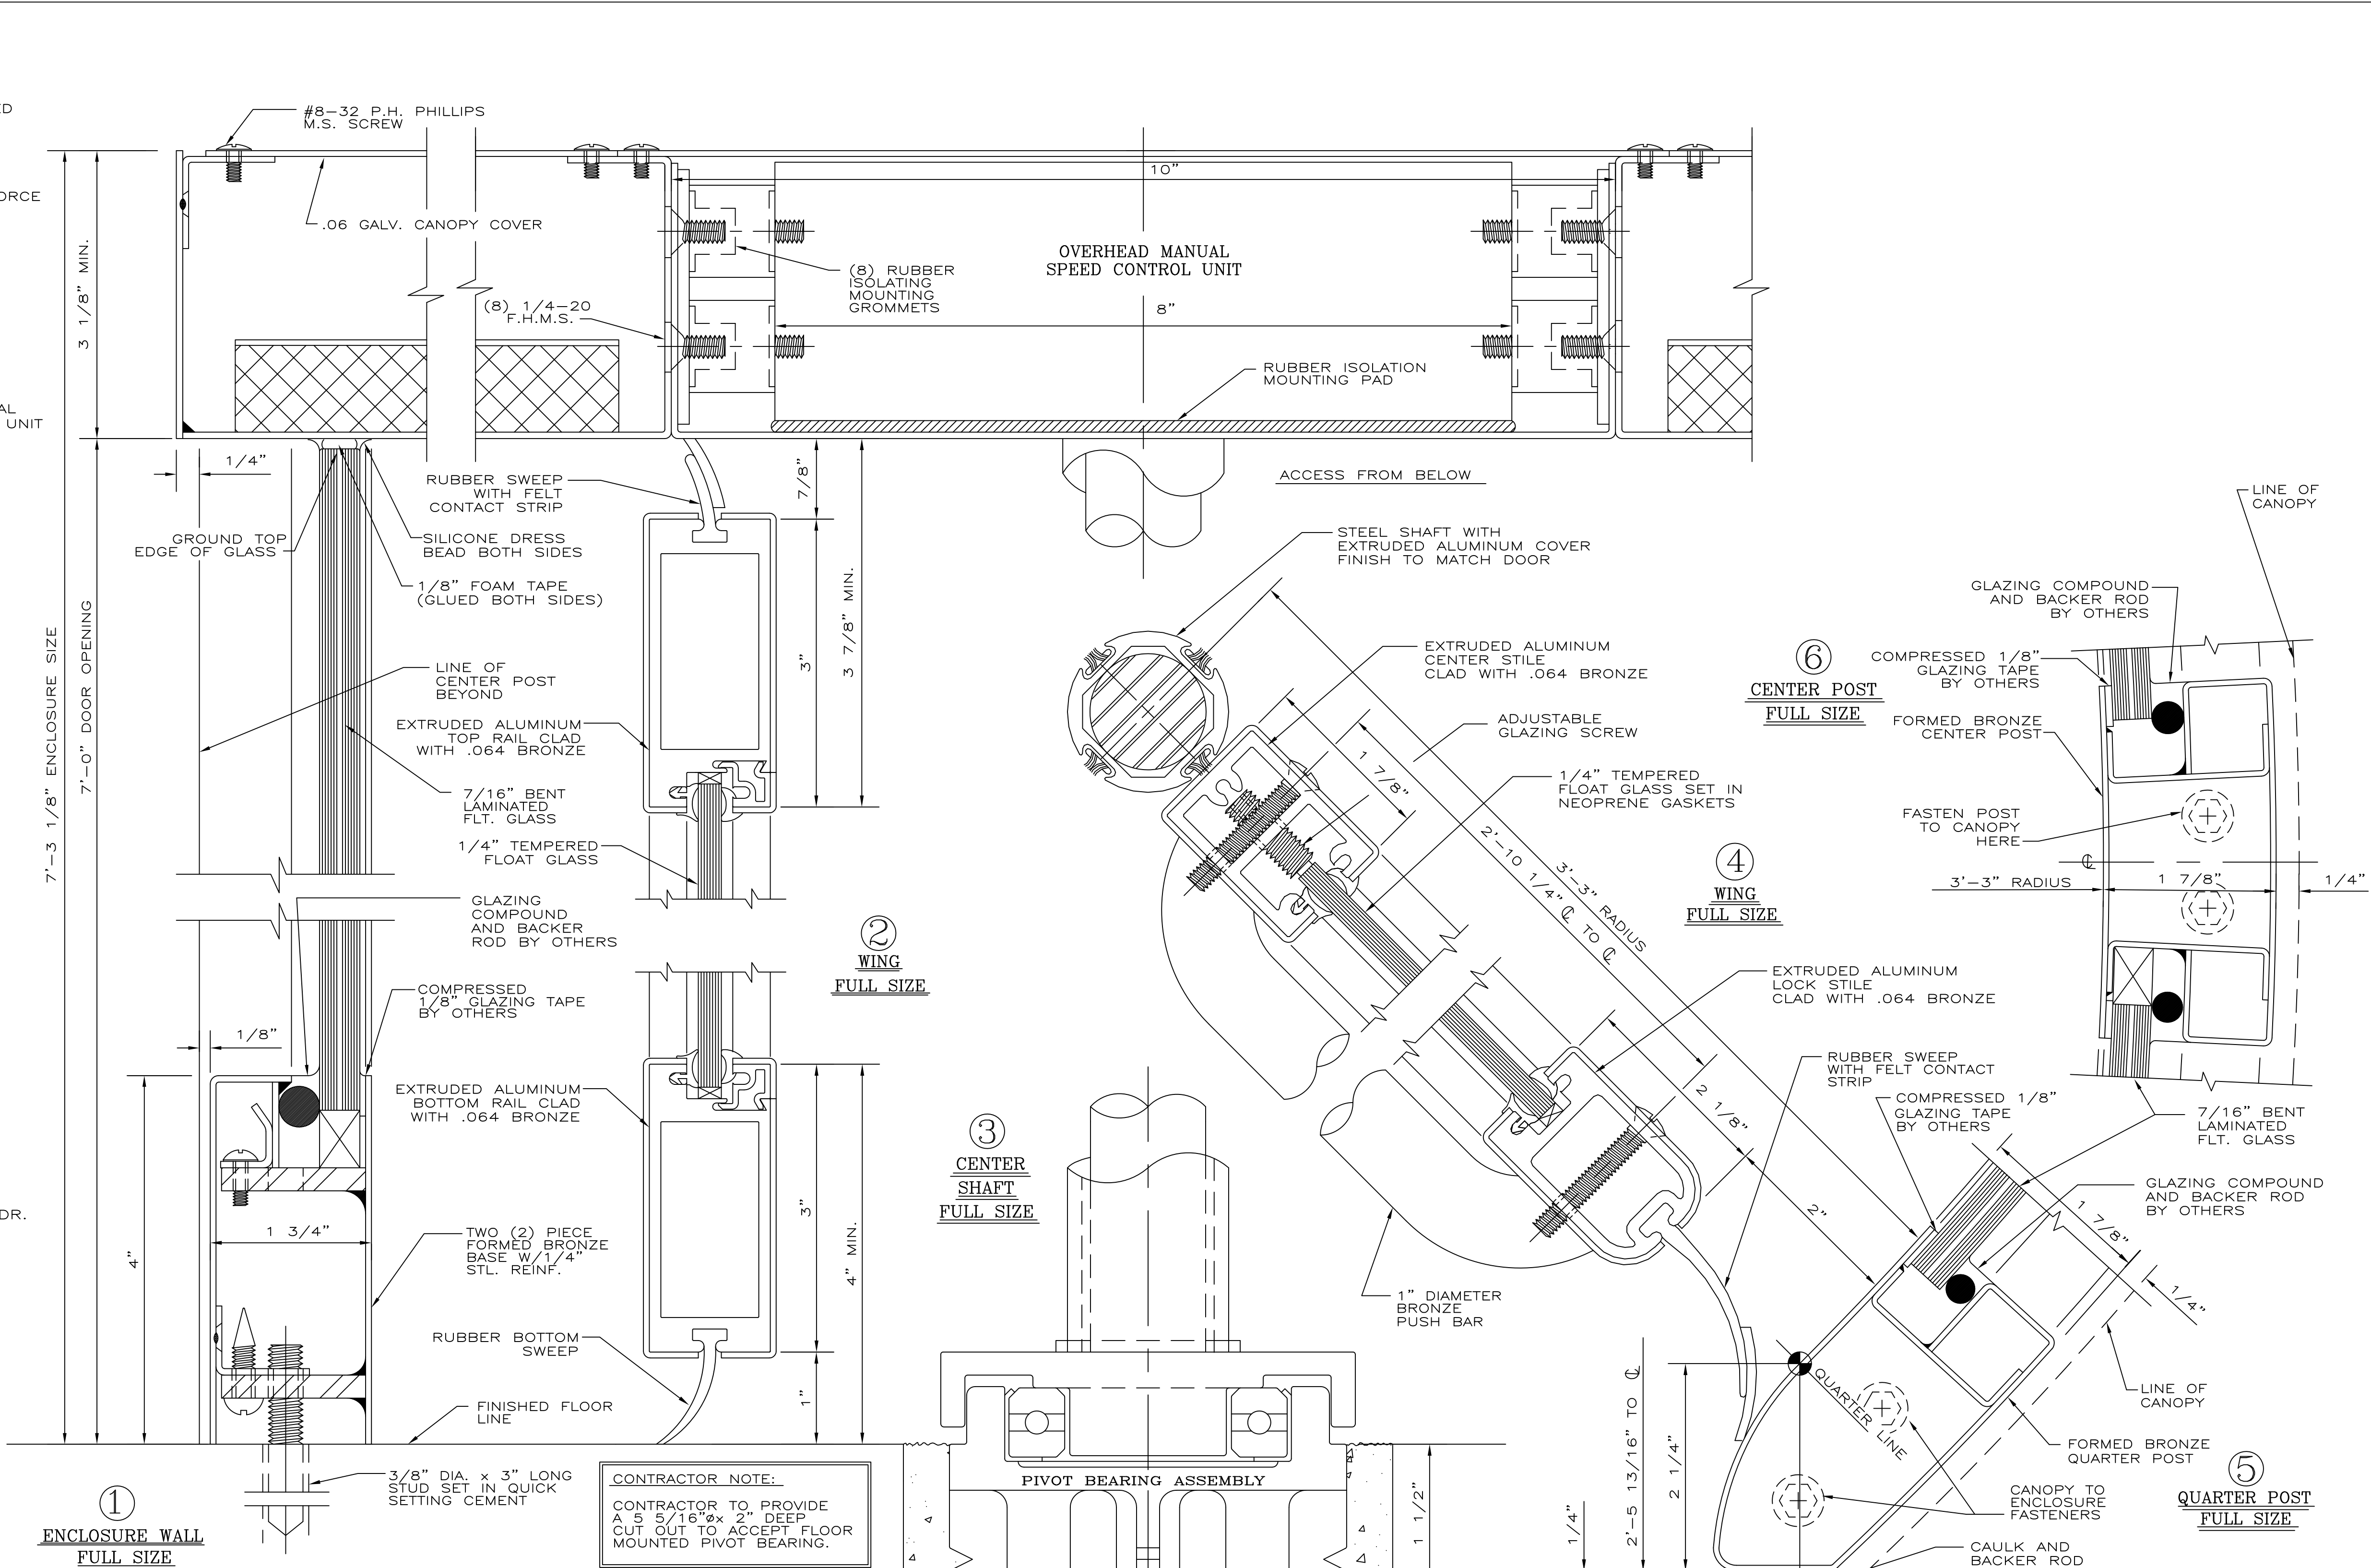 ED
ORCE
AL
UNIT
DR.
#8-32 P.H. PHILLIPS
M.S. SCREW
.06 GALV. CANOPY COVER
3 1/8" MIN.
7'-3 1/8" ENCLOSURE SIZE
7'-0" DOOR OPENING
(8) 1/4-20
F.H.M.S.
(8) RUBBER
ISOLATING
MOUNTING
GROMMETS
10"
OVERHEAD MANUAL
SPEED CONTROL UNIT
8"
RUBBER ISOLATION
MOUNTING PAD
ACCESS FROM BELOW
1/4"
RUBBER SWEEP
WITH FELT
CONTACT STRIP
GROUND TOP
EDGE OF GLASS
SILICONE DRESS
BEAD BOTH SIDES
1/8" FOAM TAPE
(GLUED BOTH SIDES)
LINE OF
CENTER POST
BEYOND
EXTRUDED ALUMINUM
TOP RAIL CLAD
WITH .064 BRONZE
7/16" BENT
LAMINATED
FLT. GLASS
1/4" TEMPERED
FLOAT GLASS
GLAZING
COMPOUND
AND BACKER
ROD BY OTHERS
COMPRESSED
1/8" GLAZING TAPE
BY OTHERS
1/8"
EXTRUDED ALUMINUM
BOTTOM RAIL CLAD
WITH .064 BRONZE
4"
1 3/4"
TWO (2) PIECE
FORMED BRONZE
BASE W/1/4"
STL. REINF.
RUBBER BOTTOM
SWEEP
FINISHED FLOOR
LINE
3/8" DIA. x 3" LONG
STUD SET IN QUICK
SETTING CEMENT
1
ENCLOSURE WALL
FULL SIZE
7/8"
3"
3 7/8" MIN.
2
WING
FULL SIZE
3"
4" MIN.
1"
CONTRACTOR NOTE:
CONTRACTOR TO PROVIDE
A 5 5/16"øx 2" DEEP
CUT OUT TO ACCEPT FLOOR
MOUNTED PIVOT BEARING.
3
CENTER
SHAFT
FULL SIZE
PIVOT BEARING ASSEMBLY
1 1/2"
STEEL SHAFT WITH
EXTRUDED ALUMINUM COVER
FINISH TO MATCH DOOR
EXTRUDED ALUMINUM
CENTER STILE
CLAD WITH .064 BRONZE
ADJUSTABLE
GLAZING SCREW
1/4" TEMPERED
FLOAT GLASS SET IN
NEOPRENE GASKETS
1 7/8"
2'-10 1/4" ℄ TO ℄
3'-3" RADIUS
4
WING
FULL SIZE
EXTRUDED ALUMINUM
LOCK STILE
CLAD WITH .064 BRONZE
2 1/8"
2"
RUBBER SWEEP
WITH FELT CONTACT
STRIP
1" DIAMETER
BRONZE
PUSH BAR
COMPRESSED 1/8"
GLAZING TAPE
BY OTHERS
LINE OF
CANOPY
GLAZING COMPOUND
AND BACKER ROD
BY OTHERS
6
CENTER POST
FULL SIZE
COMPRESSED 1/8"
GLAZING TAPE
BY OTHERS
FORMED BRONZE
CENTER POST
FASTEN POST
TO CANOPY
HERE
℄
3'-3" RADIUS
1 7/8"
1/4"
7/16" BENT
LAMINATED
FLT. GLASS
GLAZING COMPOUND
AND BACKER ROD
BY OTHERS
1 7/8"
1/4"
LINE OF
CANOPY
QUARTER LINE
FORMED BRONZE
QUARTER POST
CANOPY TO
ENCLOSURE
FASTENERS
CAULK AND
BACKER ROD
1/4"
2'-5 13/16" TO ℄
2 1/4"
5
QUARTER POST
FULL SIZE